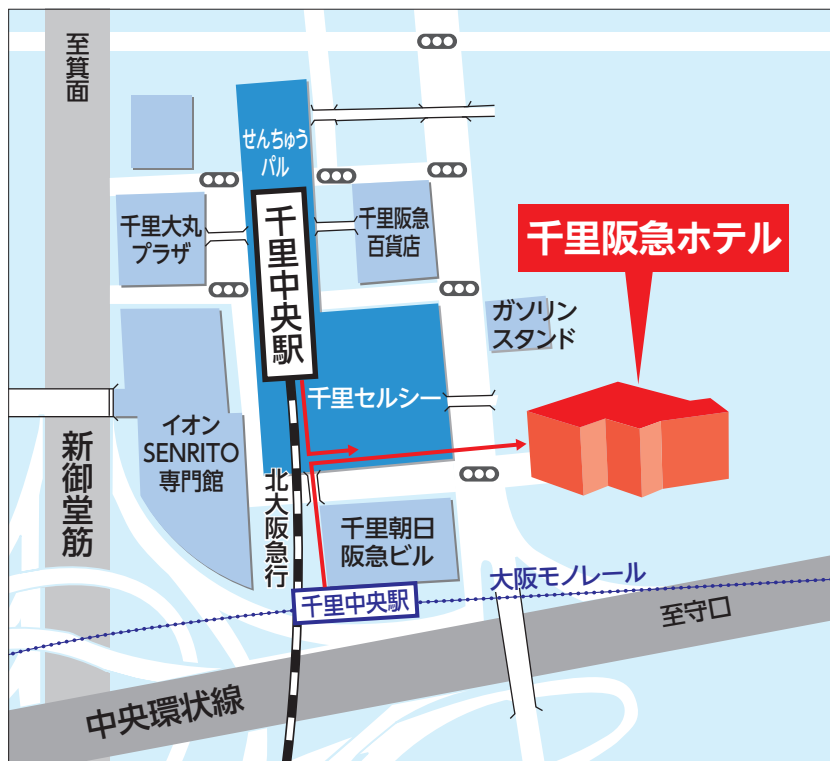 至箕面
せんちゅう
パル
千里大丸
プラザ
千里阪急
百貨店
千里阪急ホテル
千里中央駅
ガソリン
スタンド
千里セルシー
イオン
SENRITO
専門館
新御堂筋
北大阪急行
千里朝日
阪急ビル
大阪モノレール
千里中央駅
至守口
中央環状線